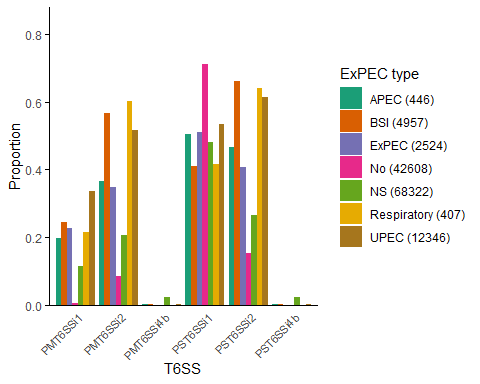 0.8
0.6
0.4
0.2
0.0
Proportion
PMT6SSi1
PMT6SSi2
PMT6SSi4b
PST6SSi1
PST6SSi2
PST6SSi4b
T6SS
ExPEC type
APEC (446)
BSI (4957)
ExPEC (2524)
No (42608)
NS (68322)
Respiratory (407)
UPEC (12346)